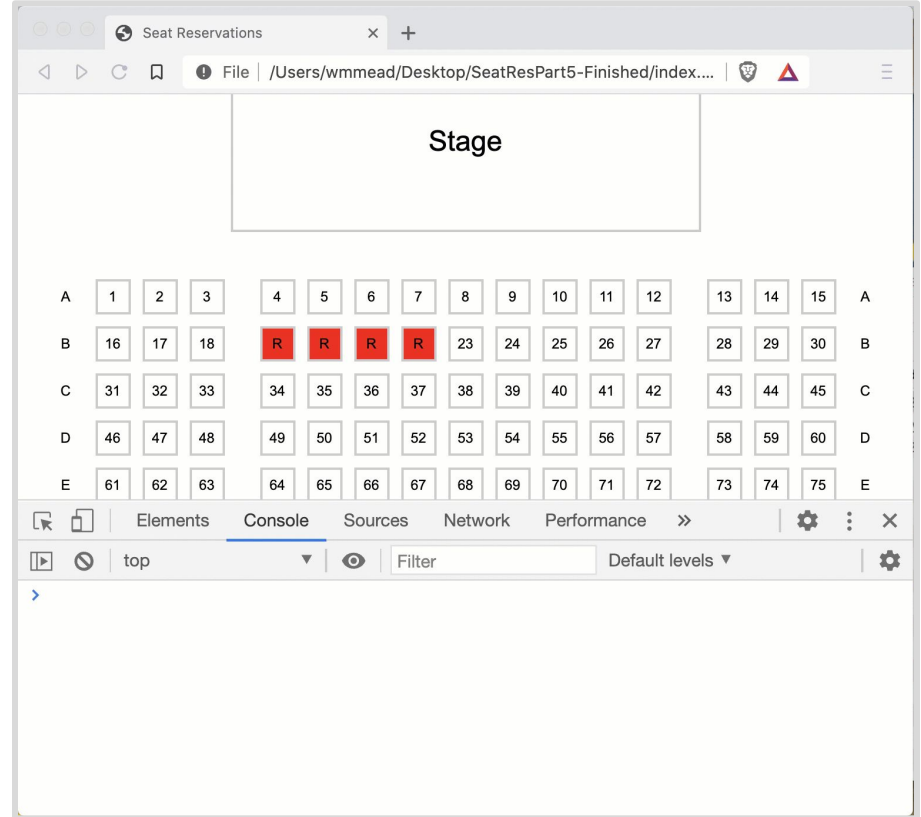 Seat Reservations
File /Users/wmmead/Desktop/SeatResPart5-Finished/index....
Stage
A 1 2 3 4 5 6 7 8 9 10 11 12 13 14 15 A
B 16 17 18 R R R R 23 24 25 26 27 28 29 30 B
C 31 32 33 34 35 36 37 38 39 40 41 42 43 44 45 C
D 46 47 48 49 50 51 52 53 54 55 56 57 58 59 60 D
E 61 62 63 64 65 66 67 68 69 70 71 72 73 74 75 E
Elements Console Sources Network Performance
top Filter Default levels